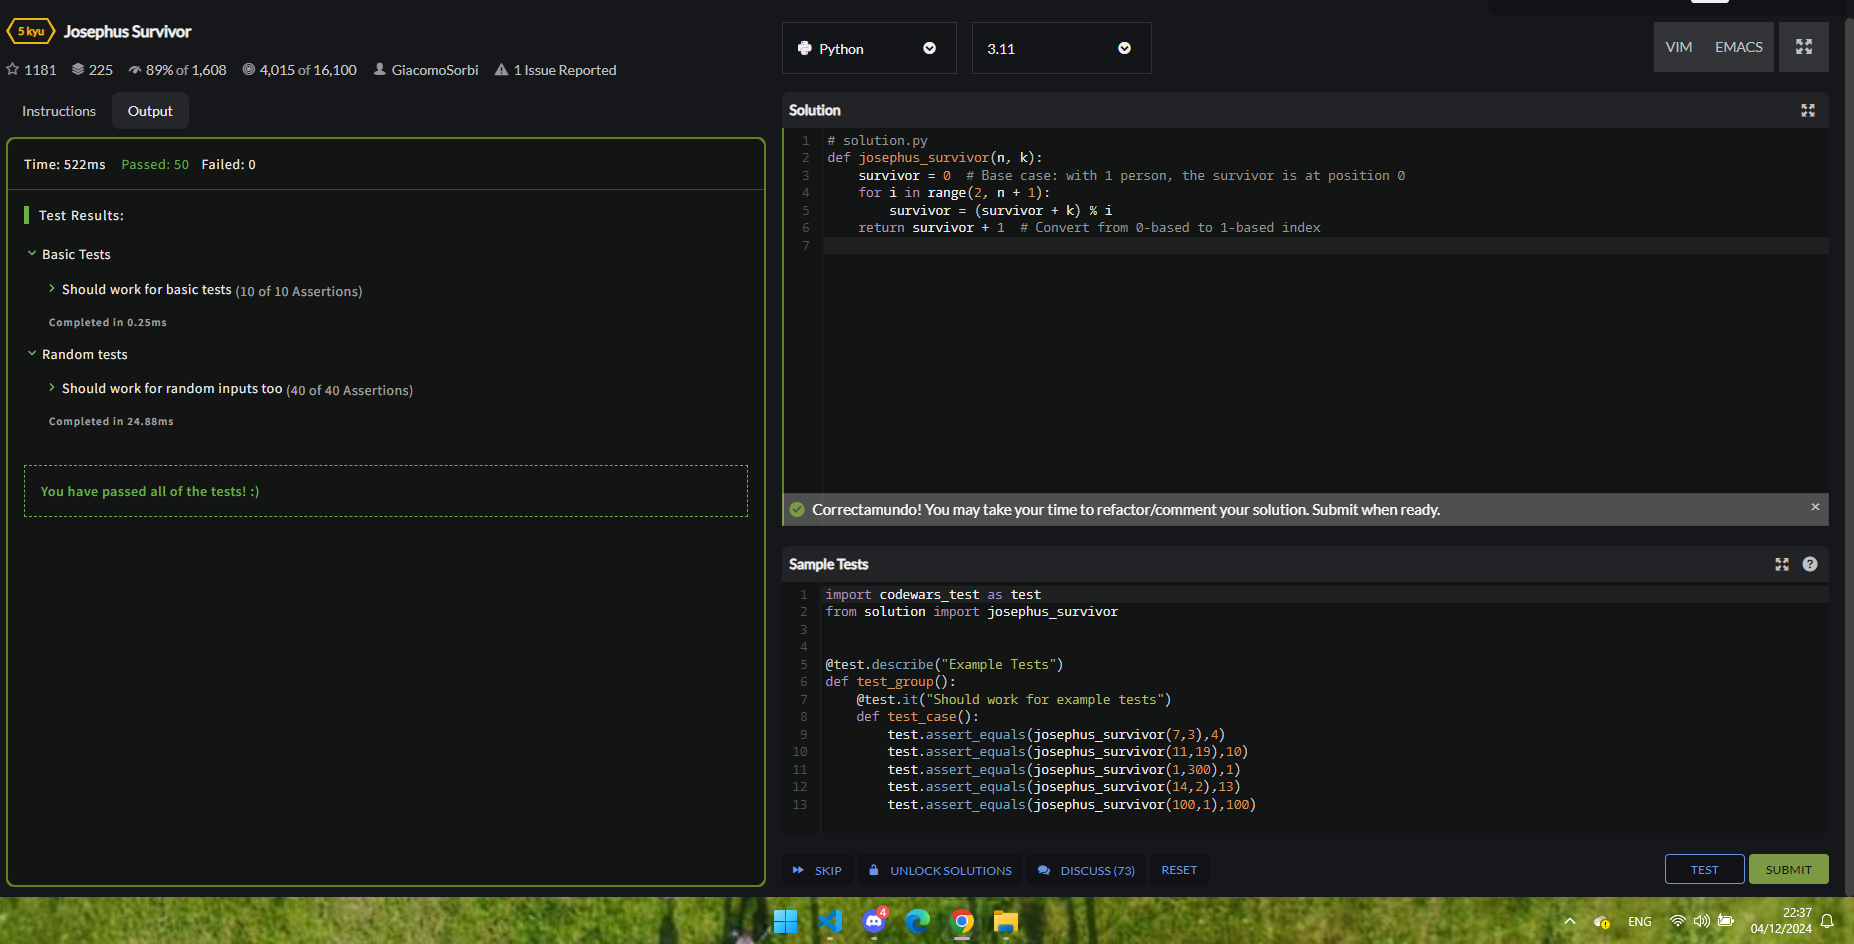 5 kyu Josephus Survivor
1181 225 89% of 1,608 4,015 of 16,100 GiacomoSorbi 1 Issue Reported
Instructions Output
Time: 522ms Passed: 50 Failed: 0
Test Results:
Basic Tests
Should work for basic tests (10 of 10 Assertions)
Completed in 0.25ms
Random tests
Should work for random inputs too (40 of 40 Assertions)
Completed in 24.88ms
You have passed all of the tests! :)
Python 3.11 VIM EMACS
Solution
1 # solution.py
2 def josephus_survivor(n, k):
3     survivor = 0  # Base case: with 1 person, the survivor is at position 0
4     for i in range(2, n + 1):
5         survivor = (survivor + k) % i
6     return survivor + 1  # Convert from 0-based to 1-based index
7
Correctamundo! You may take your time to refactor/comment your solution. Submit when ready. ×
Sample Tests ?
1 import codewars_test as test
2 from solution import josephus_survivor
3
4
5 @test.describe("Example Tests")
6 def test_group():
7     @test.it("Should work for example tests")
8     def test_case():
9         test.assert_equals(josephus_survivor(7,3),4)
10         test.assert_equals(josephus_survivor(11,19),10)
11         test.assert_equals(josephus_survivor(1,300),1)
12         test.assert_equals(josephus_survivor(14,2),13)
13         test.assert_equals(josephus_survivor(100,1),100)
SKIP UNLOCK SOLUTIONS DISCUSS (73) RESET TEST SUBMIT
4 ENG 22:37
04/12/2024